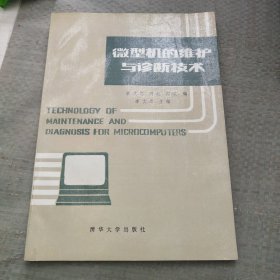 微型机的维护
与诊断技术
编
TECHNOLOGY OF
MAINTENANCE AND
DIAGNOSIS FOR MICROCOMPUTERS
清华大学出版社